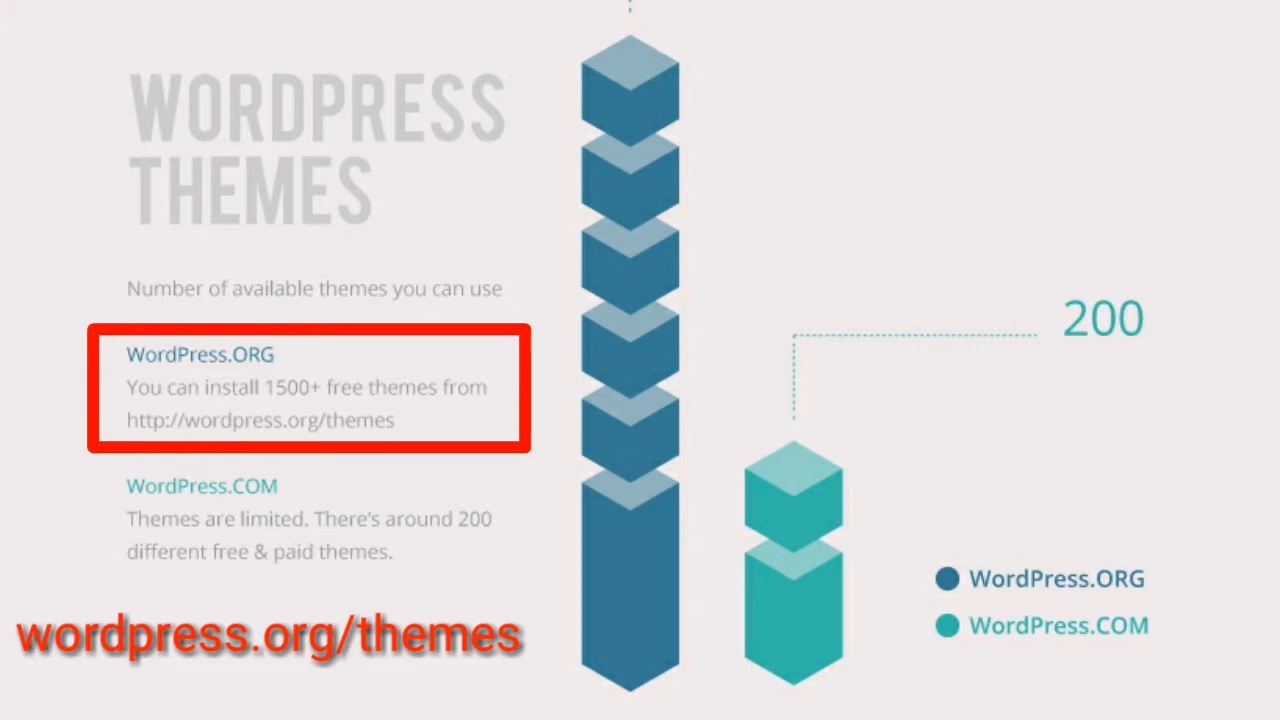 WORDPRESS
THEMES
Number of available themes you can use
WordPress.ORG
You can install 1500+ free themes from
http://wordpress.org/themes
WordPress.COM
Themes are limited. There's around 200
different free & paid themes.
wordpress.org/themes
200
WordPress.ORG
WordPress.COM